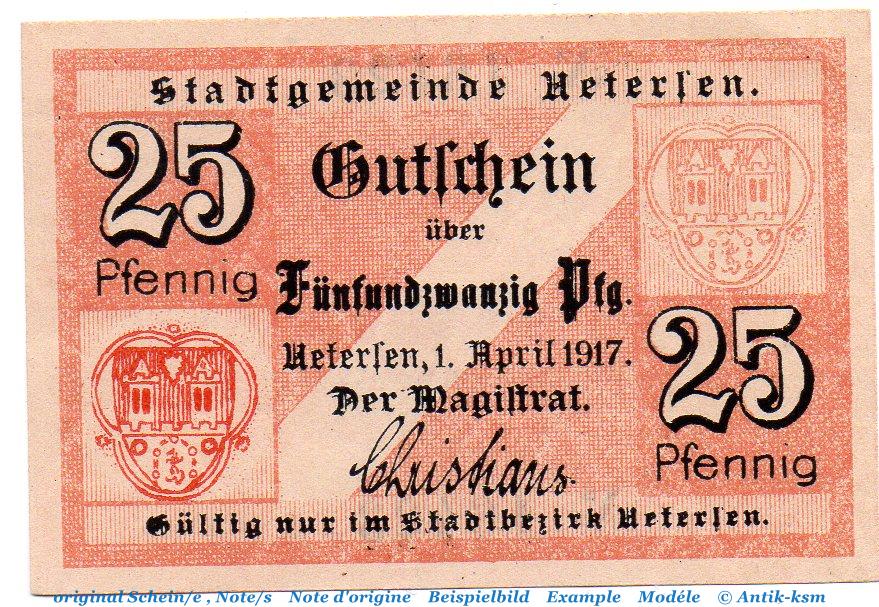 Stadtgemeinde Uetersen.
25
Pfennig
Gutschein
über
Fünfundzwanzig Pfg.
Uetersen, 1. April 1917.
Der Magistrat.
Christians.
25
Pfennig
Gültig nur im Stadtbezirk Uetersen.
original Schein/e , Note/s Note d'origine Beispielbild Example Modéle © Antik-ksm